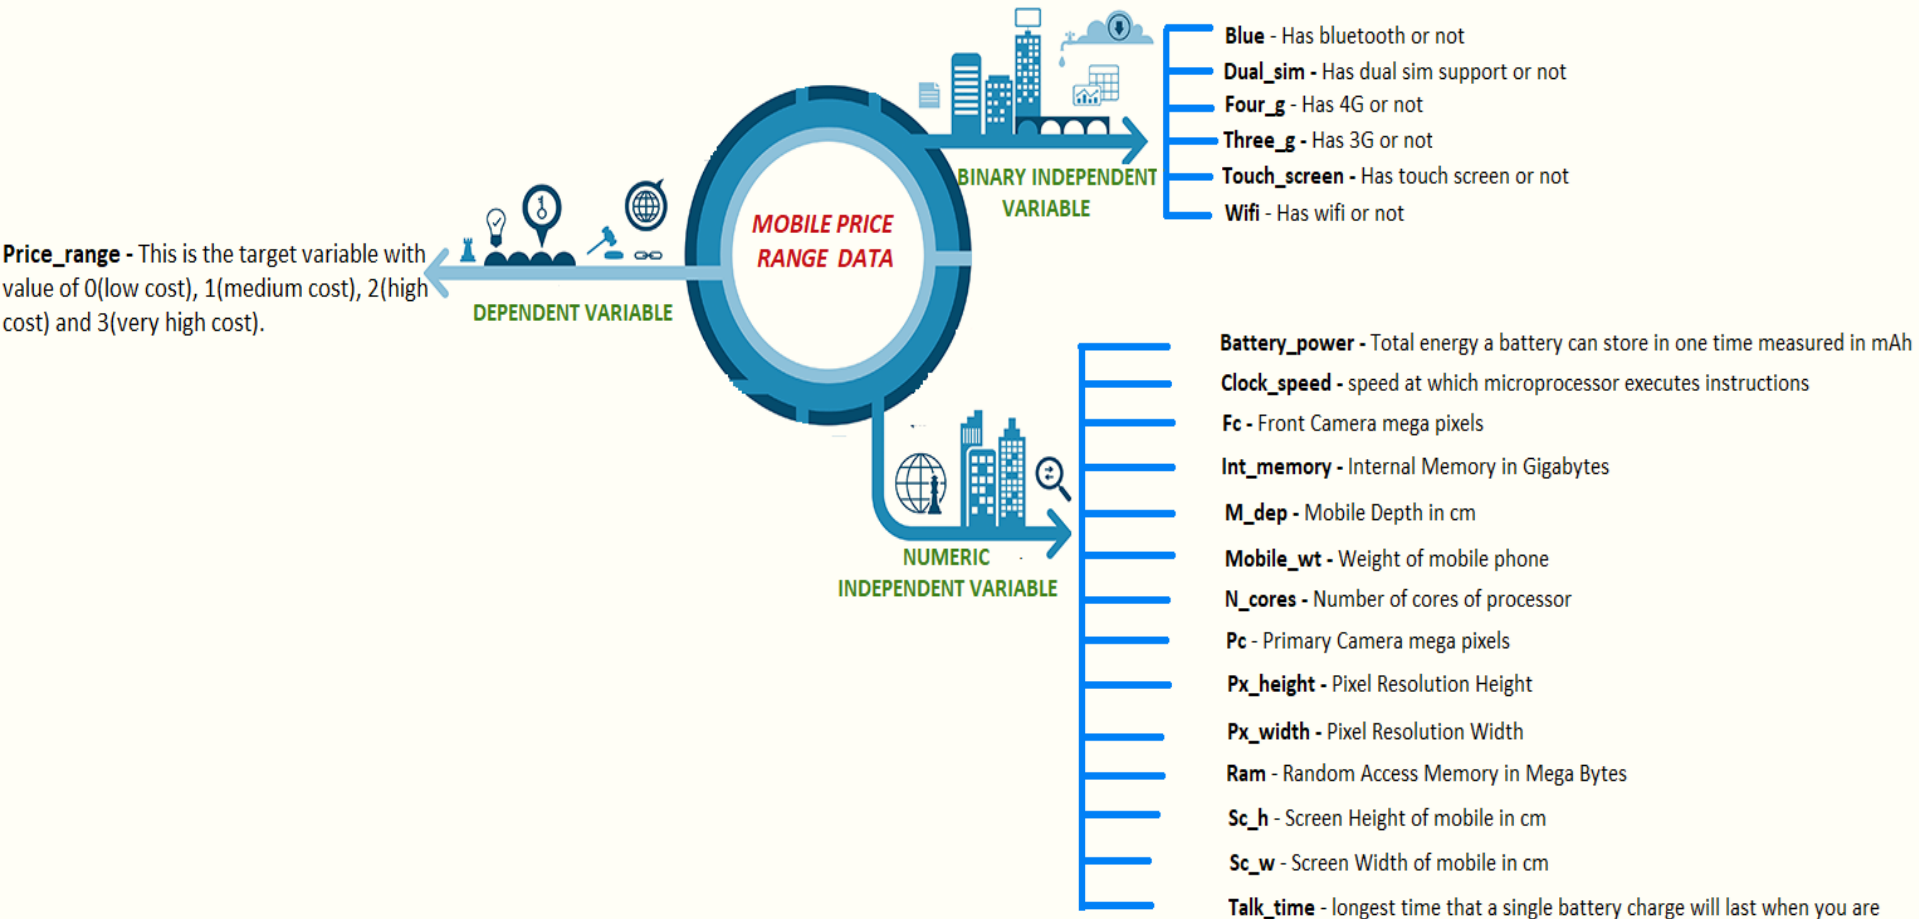 Blue - Has bluetooth or not
Dual_sim - Has dual sim support or not
Four_g - Has 4G or not
Three_g - Has 3G or not
Touch_screen - Has touch screen or not
Wifi - Has wifi or not
BINARY INDEPENDENT
VARIABLE
MOBILE PRICE
RANGE DATA
Price_range - This is the target variable with
value of 0(low cost), 1(medium cost), 2(high
cost) and 3(very high cost).
DEPENDENT VARIABLE
NUMERIC
INDEPENDENT VARIABLE
Battery_power - Total energy a battery can store in one time measured in mAh
Clock_speed - speed at which microprocessor executes instructions
Fc - Front Camera mega pixels
Int_memory - Internal Memory in Gigabytes
M_dep - Mobile Depth in cm
Mobile_wt - Weight of mobile phone
N_cores - Number of cores of processor
Pc - Primary Camera mega pixels
Px_height - Pixel Resolution Height
Px_width - Pixel Resolution Width
Ram - Random Access Memory in Mega Bytes
Sc_h - Screen Height of mobile in cm
Sc_w - Screen Width of mobile in cm
Talk_time - longest time that a single battery charge will last when you are